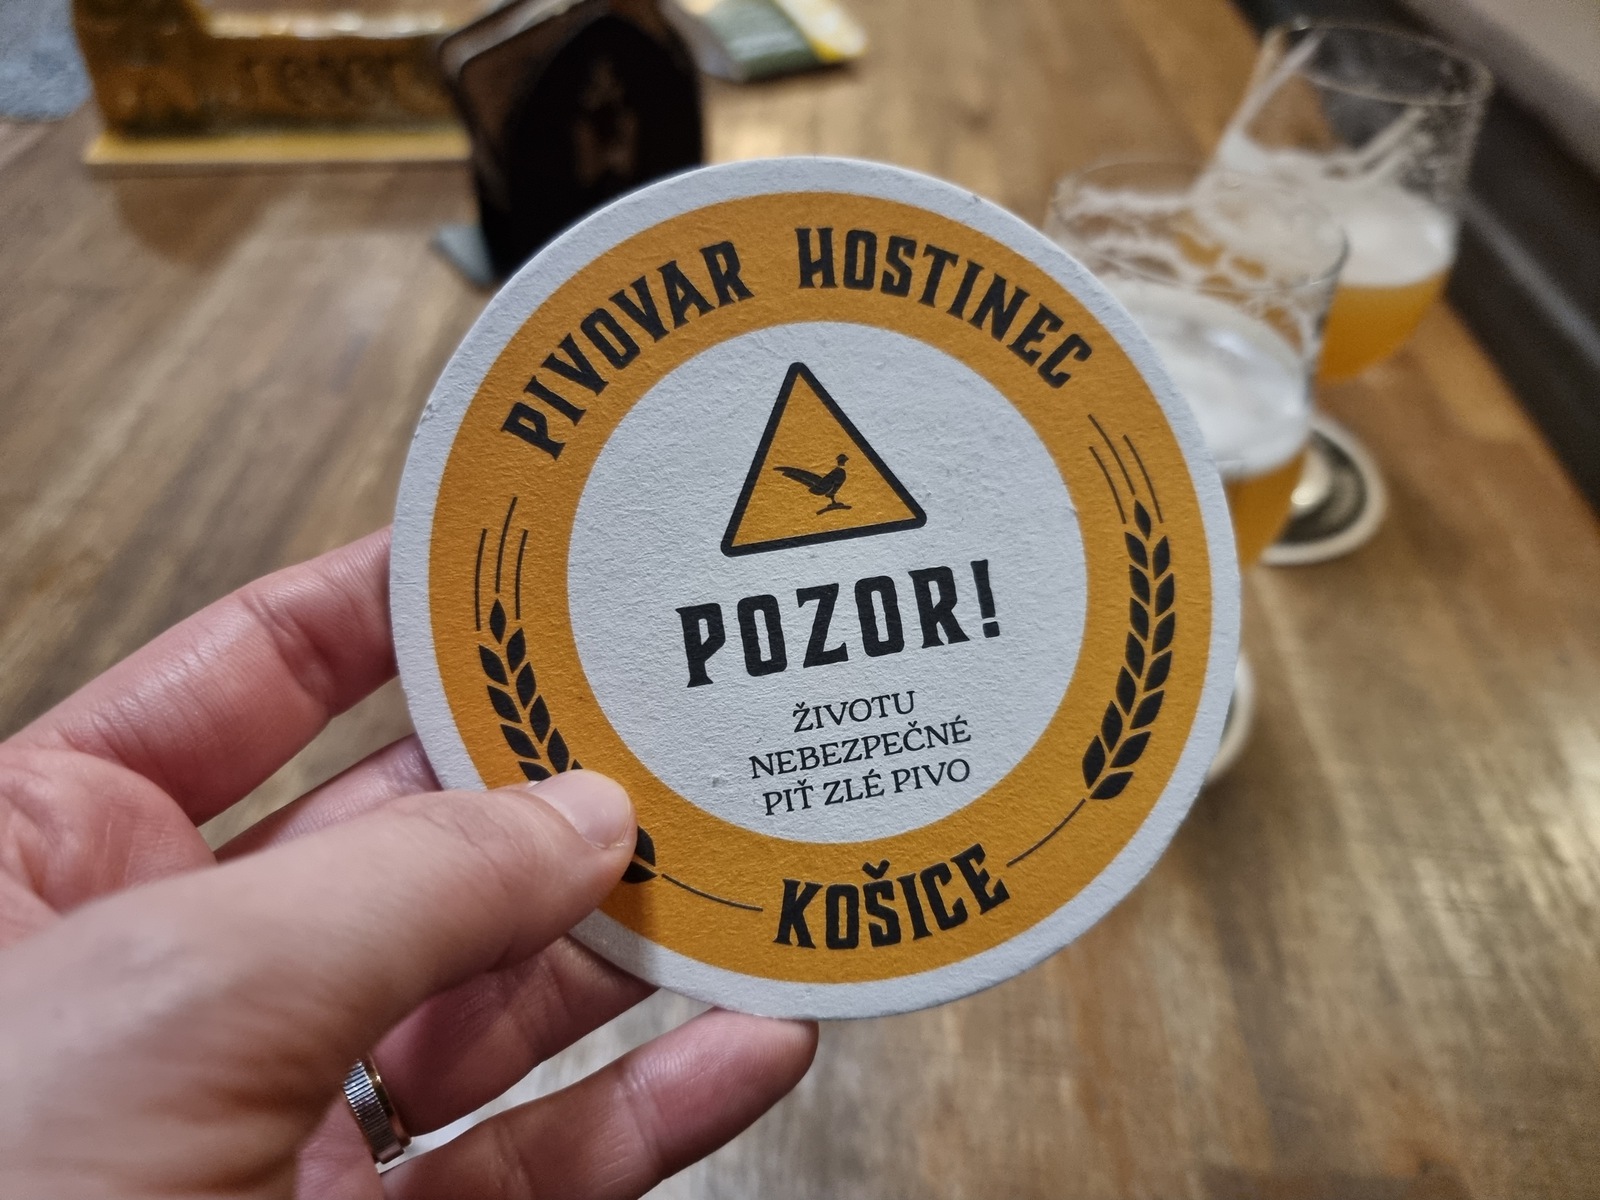 PIVOVAR HOSTINEC
POZOR!
ŽIVOTU
NEBEZPEČNÉ
PIŤ ZLÉ PIVO
KOŠICE